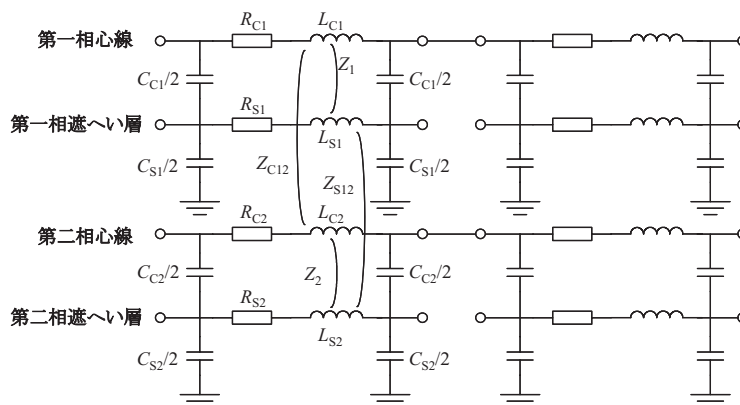 R_C1 L_C1
第一相心線
Z_1
C_C1/2 C_C1/2
第一相遮へい層
R_S1
L_S1
C_S1/2 Z_C12 Z_S12 C_S1/2
R_C2 L_C2
第二相心線
C_C2/2 Z_2 C_C2/2
R_S2
第二相遮へい層
L_S2
C_S2/2 C_S2/2